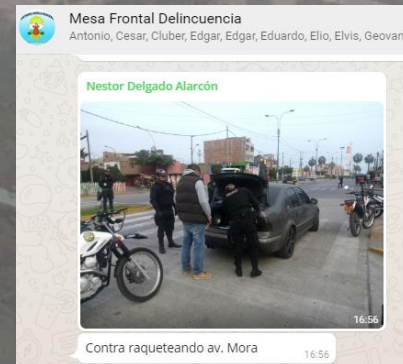 Mesa Frontal Delincuencia
Antonio, Cesar, Cluber, Edgar, Edgar, Eduardo, Elio, Elvis, Geovan
Nestor Delgado Alarcón
16:56
Contra raqueteando av. Mora
16:56